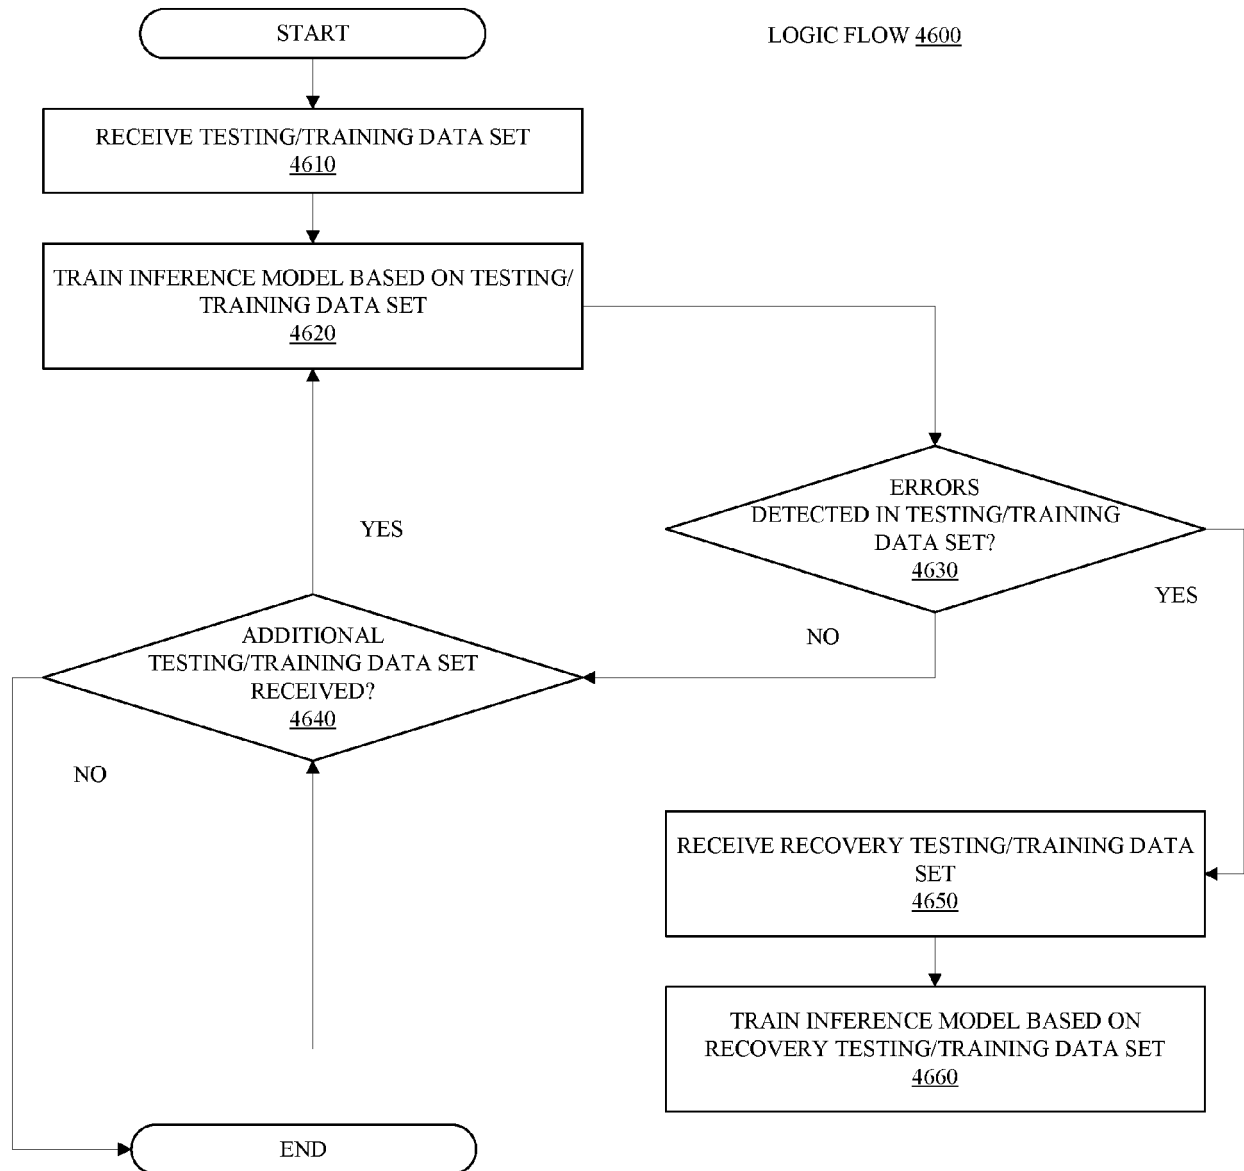 START
LOGIC FLOW 4600
RECEIVE TESTING/TRAINING DATA SET
4610
TRAIN INFERENCE MODEL BASED ON TESTING/
TRAINING DATA SET
4620
ERRORS
DETECTED IN TESTING/TRAINING
DATA SET?
4630
YES
YES
NO
ADDITIONAL
TESTING/TRAINING DATA SET
RECEIVED?
4640
NO
RECEIVE RECOVERY TESTING/TRAINING DATA
SET
4650
TRAIN INFERENCE MODEL BASED ON
RECOVERY TESTING/TRAINING DATA SET
4660
END